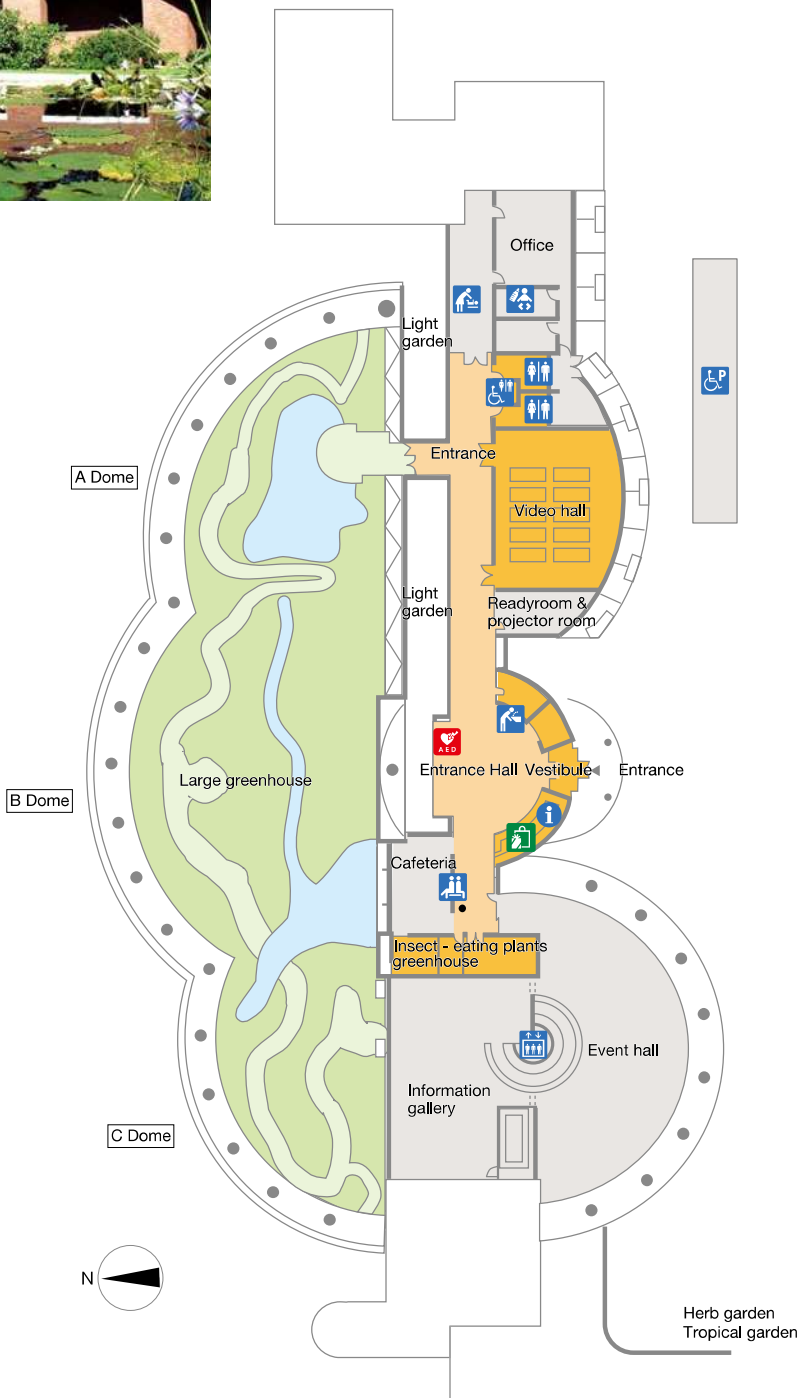 Office
Light
garden
Entrance
A Dome
Video hall
Light
garden
Readyroom &
projector room
AED
Entrance Hall
Vestibule
Entrance
Large greenhouse
B Dome
i
Cafeteria
Insect - eating plants
greenhouse
Event hall
Information
gallery
C Dome
N
Herb garden
Tropical garden
P